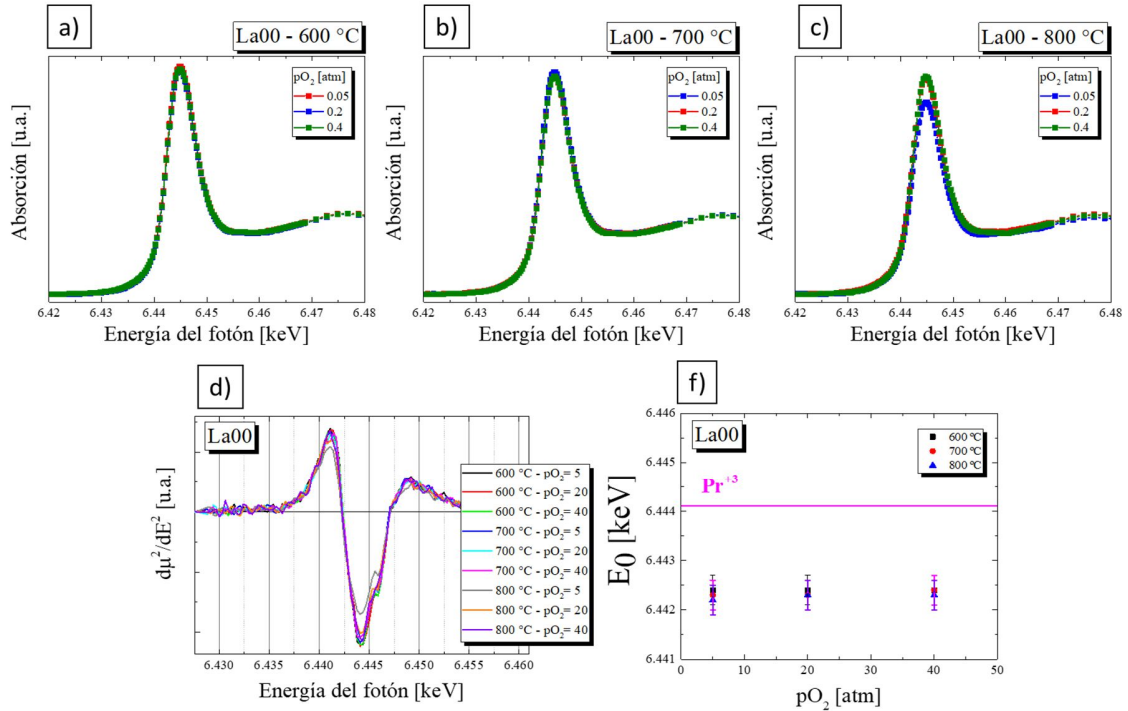 a)
La00 - 600 °C
pO2 [atm]
0.05
0.2
0.4
Absorción [u.a.]
6.42 6.43 6.44 6.45 6.46 6.47 6.48
Energía del fotón [keV]
b)
La00 - 700 °C
pO2 [atm]
0.05
0.2
0.4
Absorción [u.a.]
6.42 6.43 6.44 6.45 6.46 6.47 6.48
Energía del fotón [keV]
c)
La00 - 800 °C
pO2 [atm]
0.05
0.2
0.4
Absorción [u.a.]
6.42 6.43 6.44 6.45 6.46 6.47 6.48
Energía del fotón [keV]
d)
La00
600 °C - pO2= 5
600 °C - pO2= 20
600 °C - pO2= 40
700 °C - pO2= 5
700 °C - pO2= 20
700 °C - pO2= 40
800 °C - pO2= 5
800 °C - pO2= 20
800 °C - pO2= 40
dμ²/dE² [u.a.]
6.430 6.435 6.440 6.445 6.450 6.455 6.460
Energía del fotón [keV]
f)
La00
600 °C
700 °C
800 °C
Pr+3
E0 [keV]
6.446
6.445
6.444
6.443
6.442
6.441
0 10 20 30 40 50
pO2 [atm]